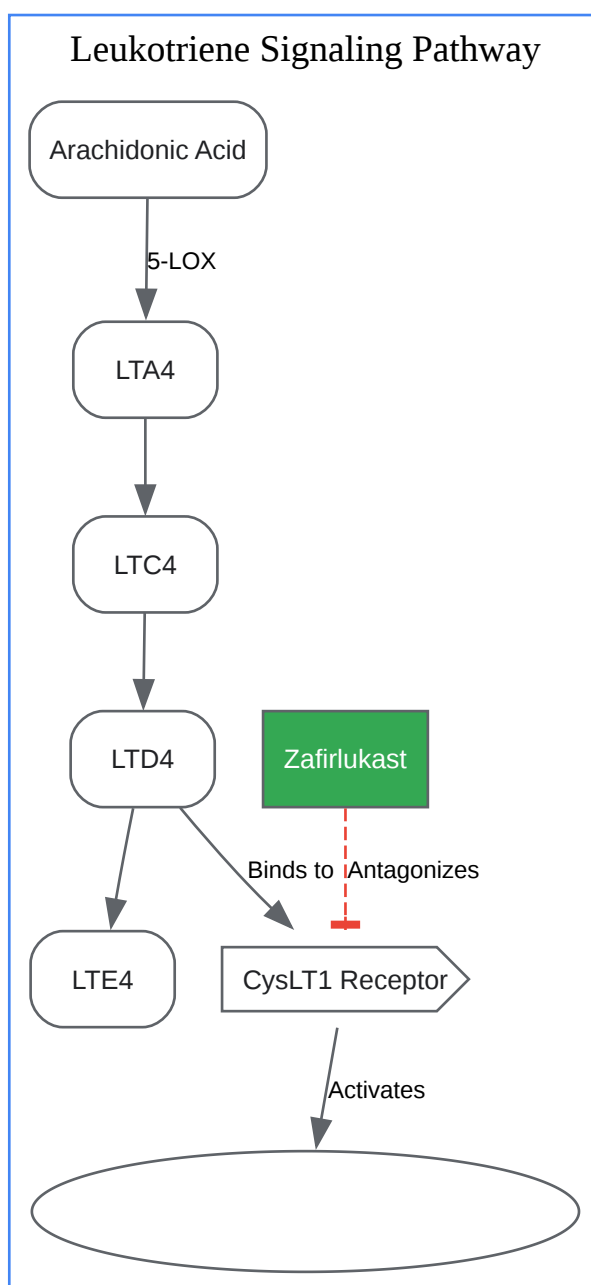 Leukotriene Signaling Pathway
Arachidonic Acid
5-LOX
LTA4
LTC4
LTD4
Zafirlukast
Binds to
Antagonizes
LTE4
CysLT1 Receptor
Activates